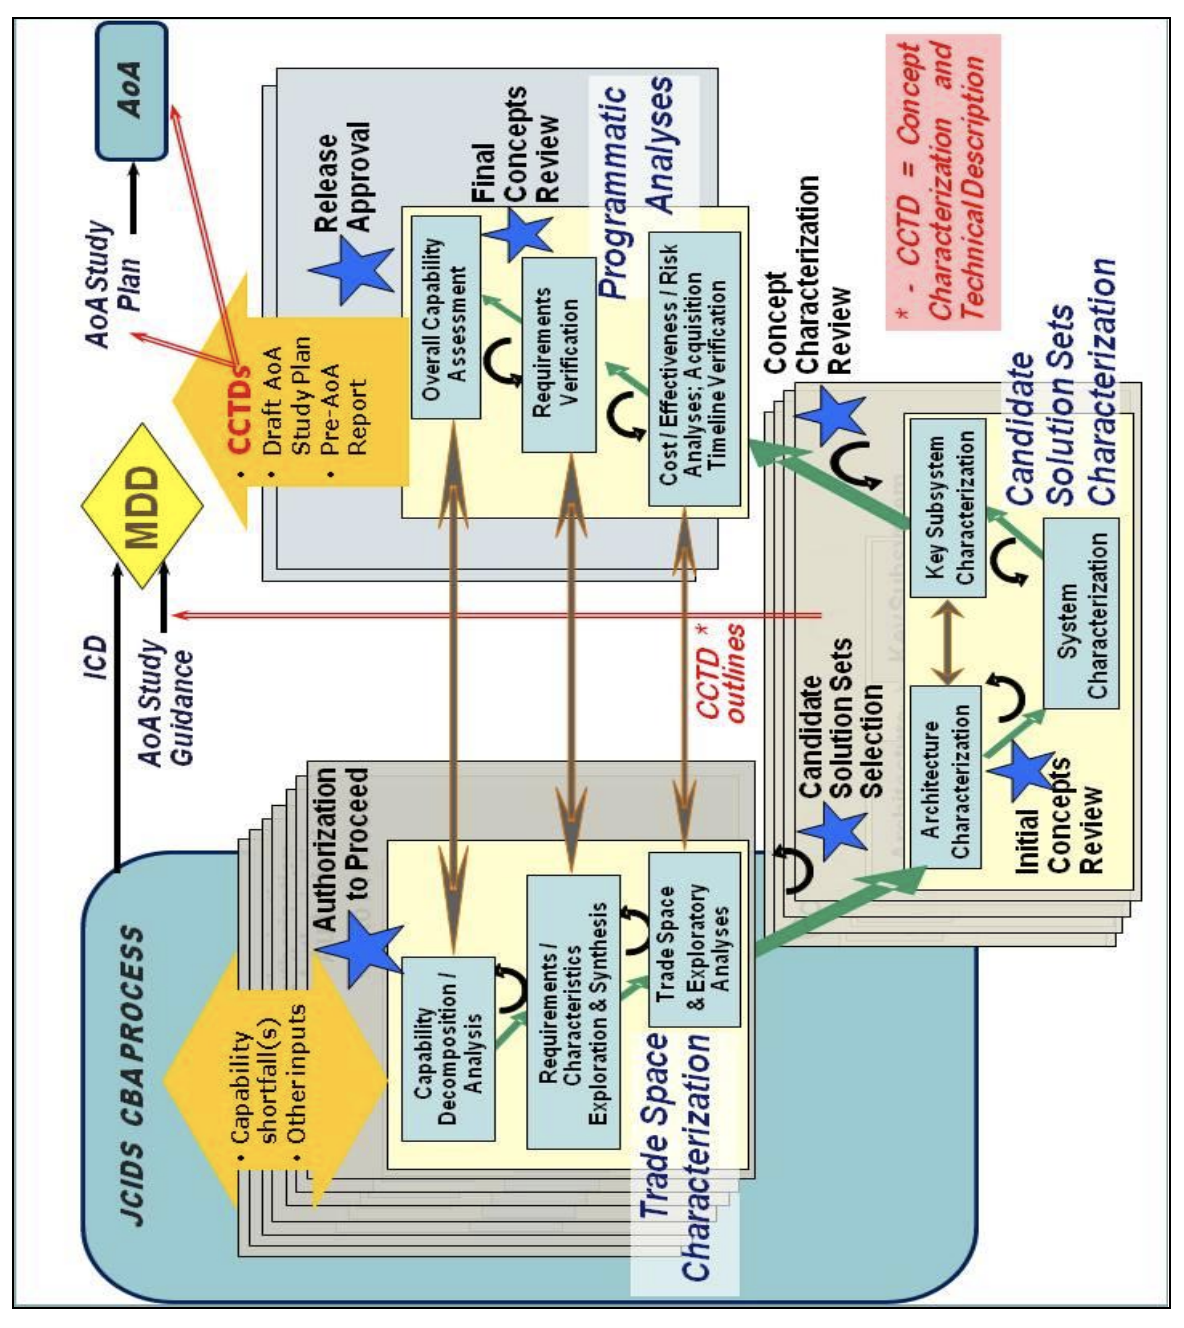 JCIDS CBA PROCESS
• Capability
shortfall(s)
• Other inputs
Authorization
to Proceed
Capability
Decomposition /
Analysis
Requirements /
Characteristics
Exploration & Synthesis
Trade Space
& Exploratory
Analyses
Trade Space
Characterization
ICD
AoA Study
Guidance
MDD
CCTD *
outlines
Candidate
Solution Sets
Selection
Architecture
Characterization
Initial
Concepts
Review
System
Characterization
Key Subsystem
Characterization
Candidate
Solution Sets
Characterization
Concept
Characterization
Review
Cost / Effectiveness / Risk
Analyses; Acquisition
Timeline Verification
Requirements
Verification
Overall Capability
Assessment
Final
Concepts
Review
Programmatic
Analyses
Release
Approval
• CCTDs
• Draft AoA
Study Plan
• Pre-AoA
Report
AoA Study
Plan
AoA
* - CCTD = Concept
Characterization and
Technical Description